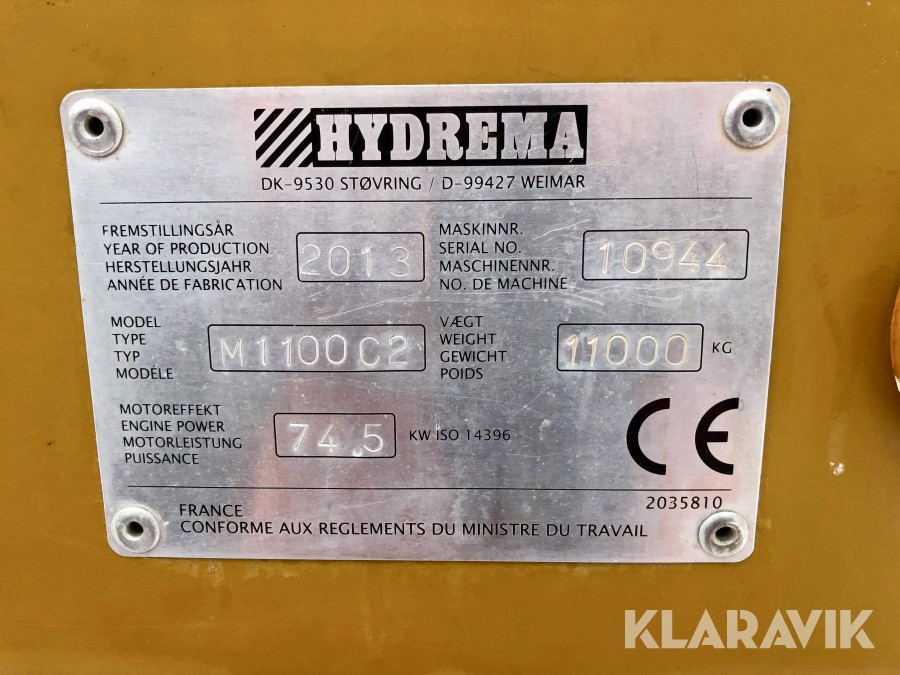 HYDREMA
DK-9530 STØVRING / D-99427 WEIMAR
FREMSTILLINGSÅR
YEAR OF PRODUCTION
HERSTELLUNGSJAHR
ANNÉE DE FABRICATION
2013
MASKINNR.
SERIAL NO.
MASCHINENNR.
NO. DE MACHINE
10944
MODEL
TYPE
TYP
MODÉLE
M1100C2
VÆGT
WEIGHT
GEWICHT
POIDS
11000 KG
MOTOREFFEKT
ENGINE POWER
MOTORLEISTUNG
PUISSANCE
74.5 KW ISO 14396
CE
2035810
FRANCE
CONFORME AUX REGLEMENTS DU MINISTRE DU TRAVAIL
KLARAVIK